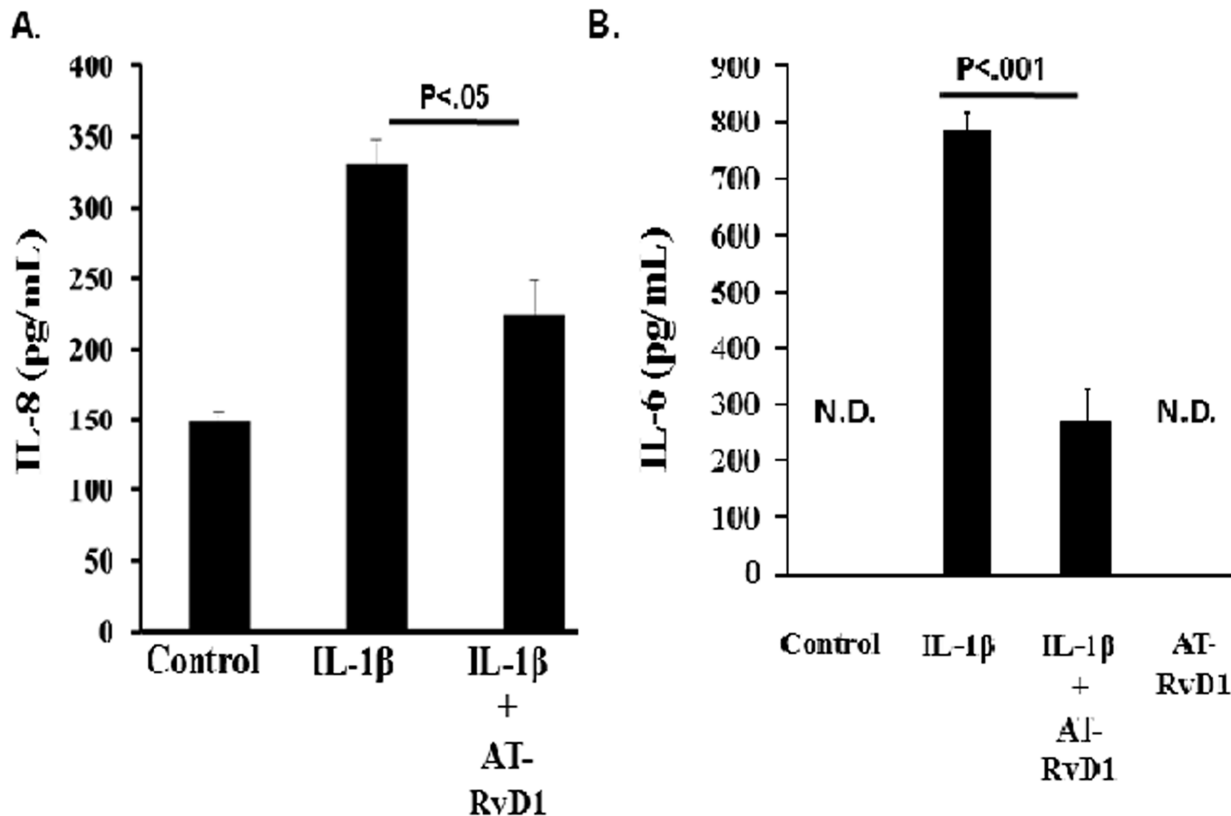 A.
IL-8 (pg/mL)
400
350
300
250
200
150
100
50
0
P<.05
Control
IL-1β
IL-1β
+
AT-
RvD1
B.
IL-6 (pg/mL)
900
800
700
600
500
400
300
200
100
0
P<.001
N.D.
N.D.
Control
IL-1β
IL-1β
+
AT-
RvD1
AT-
RvD1